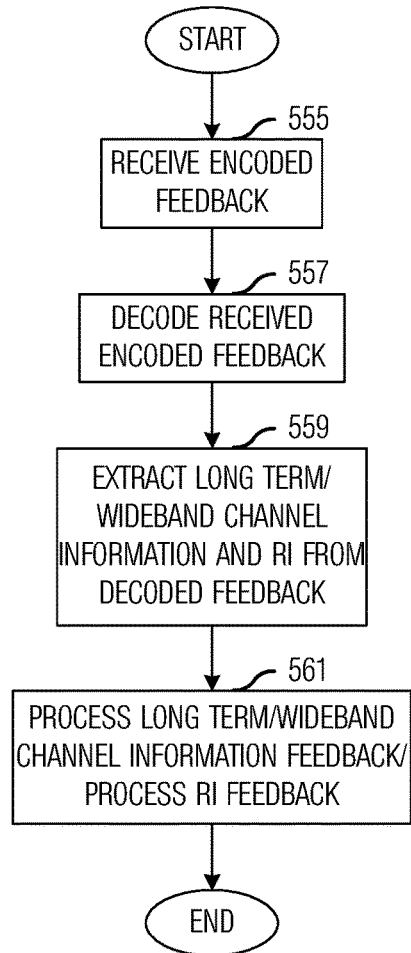 START
555
RECEIVE ENCODED
FEEDBACK
557
DECODE RECEIVED
ENCODED FEEDBACK
559
EXTRACT LONG TERM/
WIDEBAND CHANNEL
INFORMATION AND RI FROM
DECODED FEEDBACK
561
PROCESS LONG TERM/WIDEBAND
CHANNEL INFORMATION FEEDBACK/
PROCESS RI FEEDBACK
END